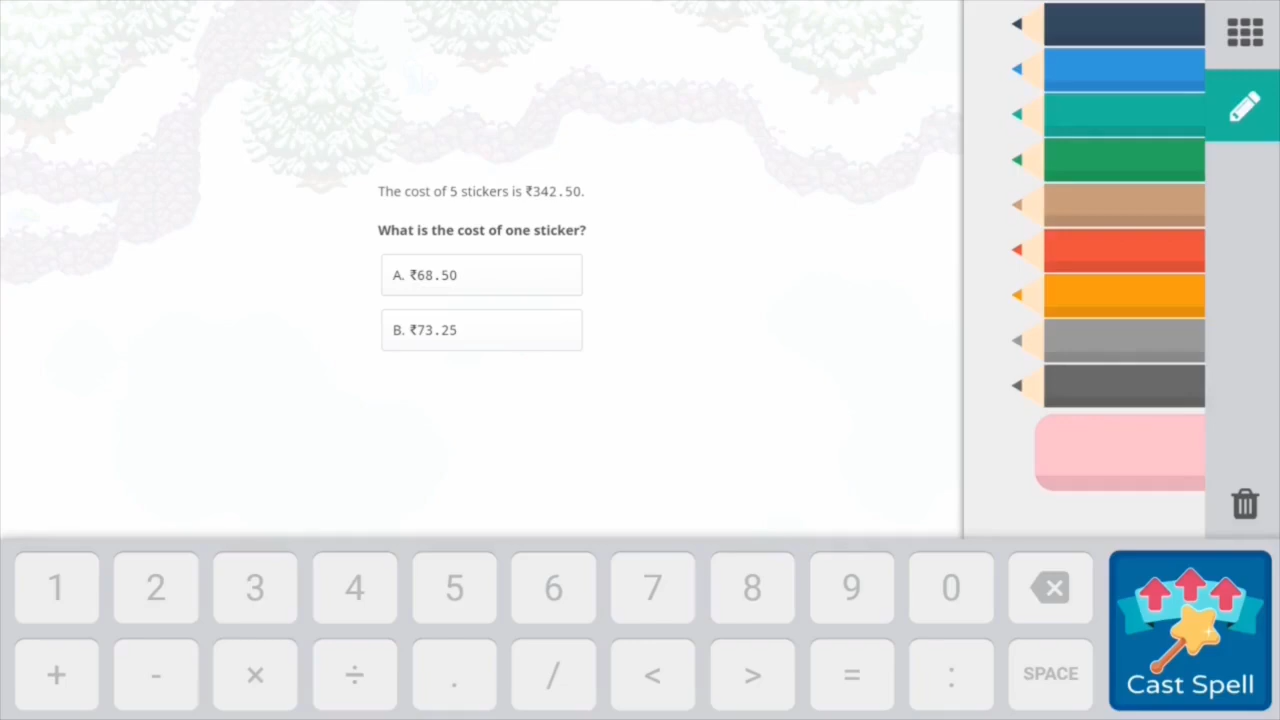 The cost of 5 stickers is ₹342.50.
What is the cost of one sticker?
A. ₹68.50
B. ₹73.25
1 2 3 4 5 6 7 8 9 0
+ - × ÷ . / < > = : SPACE
Cast Spell